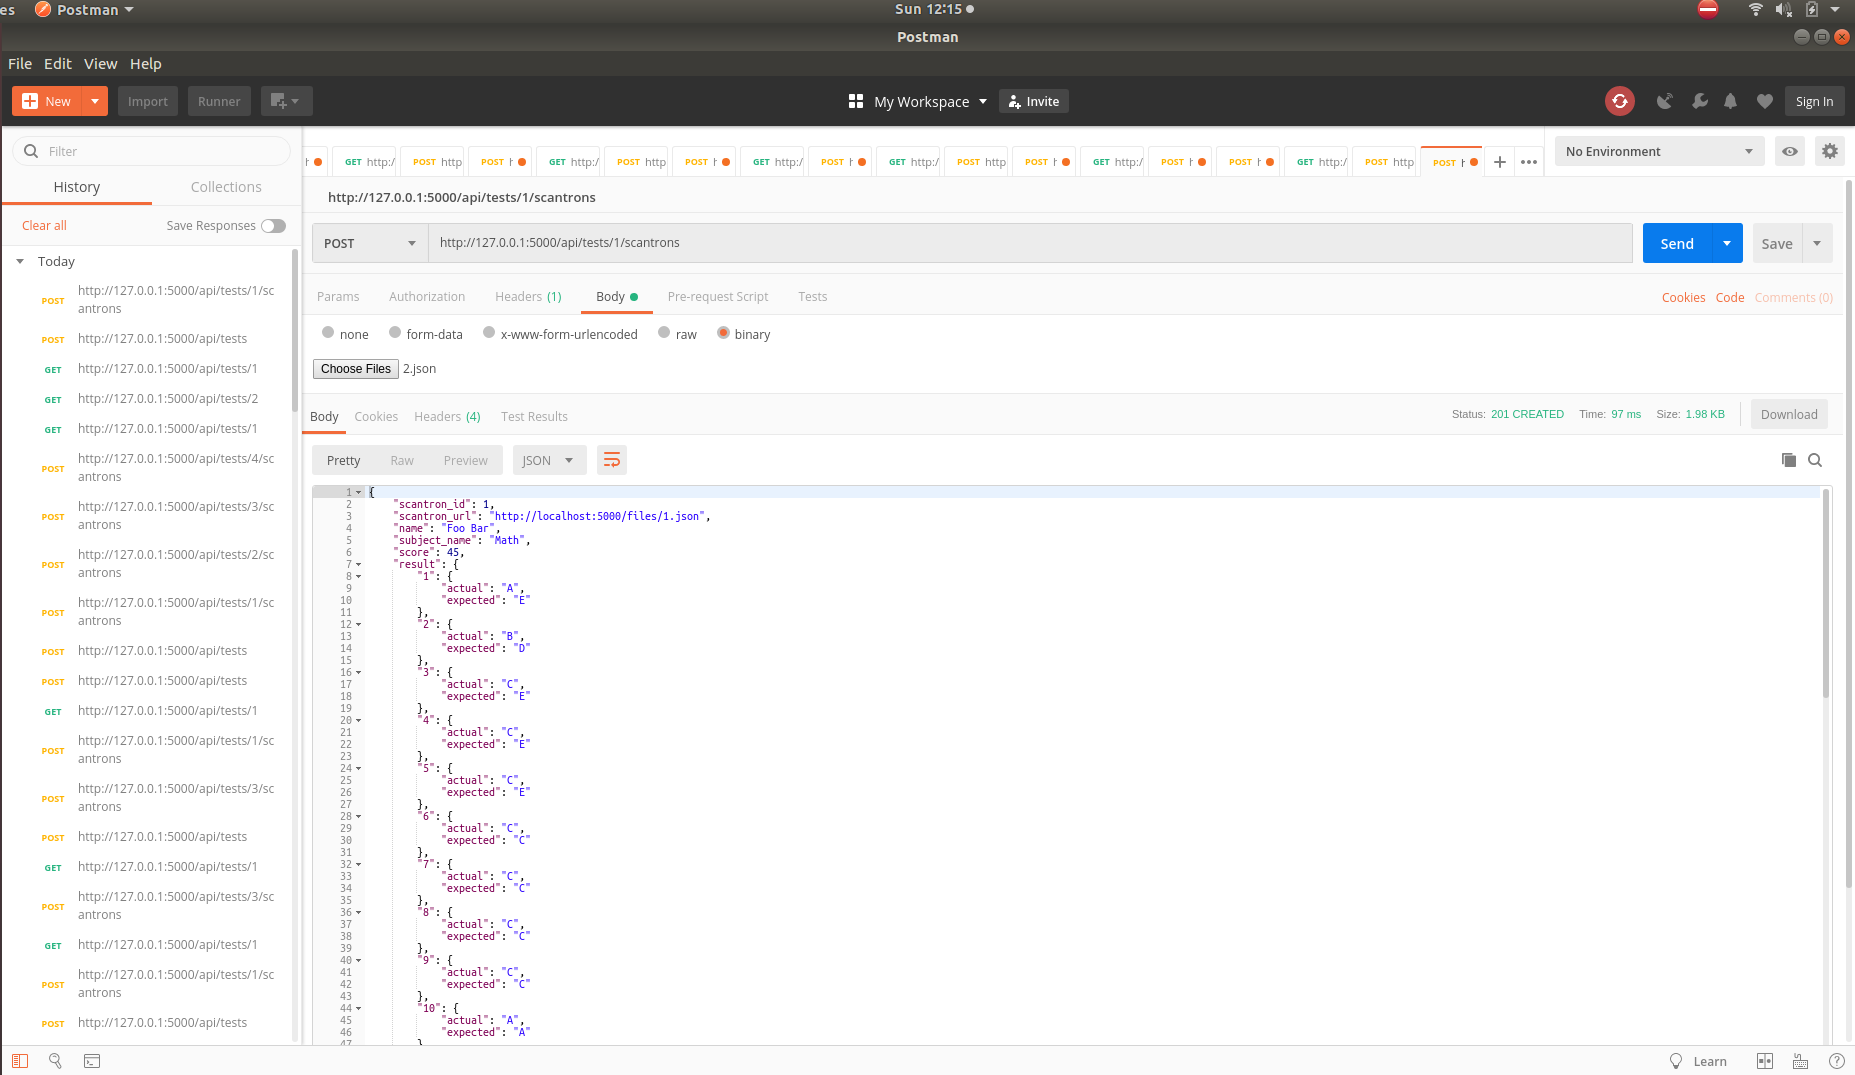 es Postman Sun 12:15
Postman
File Edit View Help
New Import Runner My Workspace Invite Sign In
Filter
History Collections
Clear all Save Responses
Today
POST http://127.0.0.1:5000/api/tests/1/sc
antrons
POST http://127.0.0.1:5000/api/tests
GET http://127.0.0.1:5000/api/tests/1
GET http://127.0.0.1:5000/api/tests/2
GET http://127.0.0.1:5000/api/tests/1
POST http://127.0.0.1:5000/api/tests/4/sc
antrons
POST http://127.0.0.1:5000/api/tests/3/sc
antrons
POST http://127.0.0.1:5000/api/tests/2/sc
antrons
POST http://127.0.0.1:5000/api/tests/1/sc
antrons
POST http://127.0.0.1:5000/api/tests
POST http://127.0.0.1:5000/api/tests
GET http://127.0.0.1:5000/api/tests/1
POST http://127.0.0.1:5000/api/tests/1/sc
antrons
POST http://127.0.0.1:5000/api/tests/3/sc
antrons
POST http://127.0.0.1:5000/api/tests
GET http://127.0.0.1:5000/api/tests/1
POST http://127.0.0.1:5000/api/tests/3/sc
antrons
GET http://127.0.0.1:5000/api/tests/1
POST http://127.0.0.1:5000/api/tests/1/sc
antrons
POST http://127.0.0.1:5000/api/tests
GET http:/ POST http POST h GET http:/ POST http POST h GET http:/ POST h GET http:/ POST http POST h GET http:/ POST h POST h GET http:/ POST http POST h
No Environment
http://127.0.0.1:5000/api/tests/1/scantrons
POST http://127.0.0.1:5000/api/tests/1/scantrons Send Save
Params Authorization Headers (1) Body Pre-request Script Tests Cookies Code Comments (0)
none form-data x-www-form-urlencoded raw binary
Choose Files 2.json
Body Cookies Headers (4) Test Results Status: 201 CREATED Time: 97 ms Size: 1.98 KB Download
Pretty Raw Preview JSON
1 {
2 "scantron_id": 1,
3 "scantron_url": "http://localhost:5000/files/1.json",
4 "name": "Foo Bar",
5 "subject_name": "Math",
6 "score": 45,
7 "result": {
8 "1": {
9 "actual": "A",
10 "expected": "E"
11 },
12 "2": {
13 "actual": "B",
14 "expected": "D"
15 },
16 "3": {
17 "actual": "C",
18 "expected": "E"
19 },
20 "4": {
21 "actual": "C",
22 "expected": "E"
23 },
24 "5": {
25 "actual": "C",
26 "expected": "E"
27 },
28 "6": {
29 "actual": "C",
30 "expected": "C"
31 },
32 "7": {
33 "actual": "C",
34 "expected": "C"
35 },
36 "8": {
37 "actual": "C",
38 "expected": "C"
39 },
40 "9": {
41 "actual": "C",
42 "expected": "C"
43 },
44 "10": {
45 "actual": "A",
46 "expected": "A"
47 }
Learn